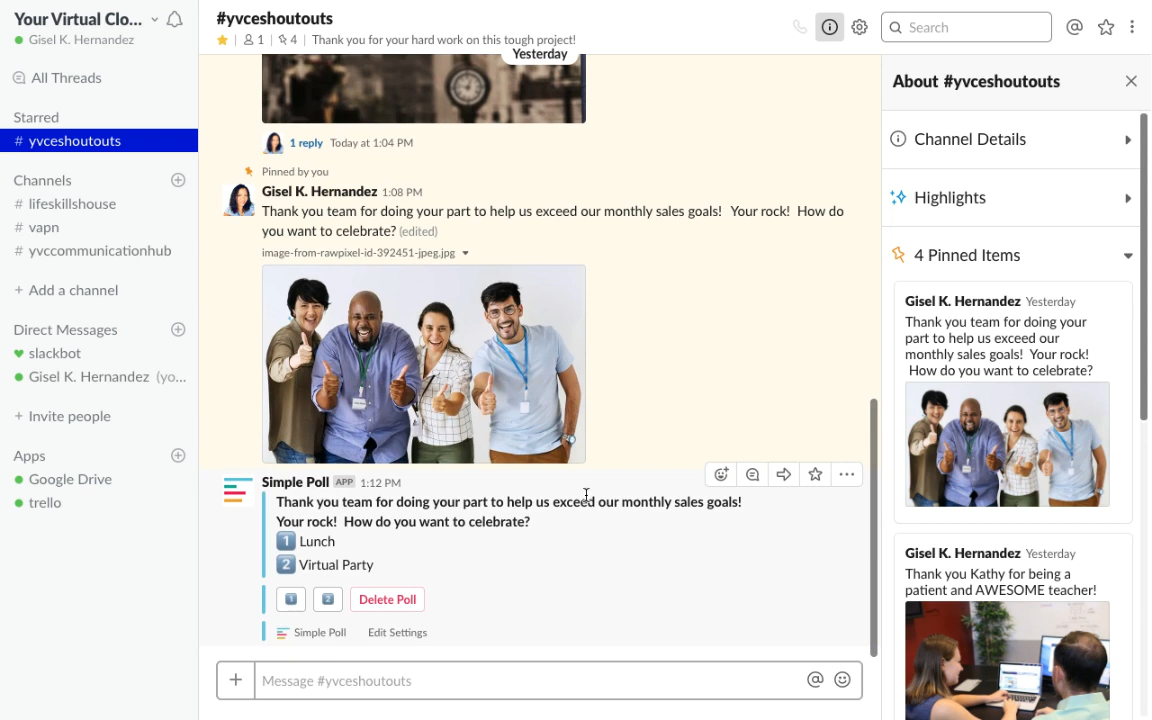 Your Virtual Clo...
Gisel K. Hernandez
All Threads
Starred
# yvceshoutouts
Channels
# lifeskillshouse
# vapn
# yvccommunicationhub
+ Add a channel
Direct Messages
slackbot
Gisel K. Hernandez (yo...
+ Invite people
Apps
Google Drive
trello
#yvceshoutouts
1 | 4 | Thank you for your hard work on this tough project!
Search
Yesterday
1 reply Today at 1:04 PM
Pinned by you
Gisel K. Hernandez 1:08 PM
Thank you team for doing your part to help us exceed our monthly sales goals! Your rock! How do
you want to celebrate? (edited)
image-from-rawpixel-id-392451-jpeg.jpg
Simple Poll APP 1:12 PM
Thank you team for doing your part to help us exceed our monthly sales goals!
Your rock! How do you want to celebrate?
1 Lunch
2 Virtual Party
1 2 Delete Poll
Simple Poll Edit Settings
Message #yvceshoutouts
About #yvceshoutouts
Channel Details
Highlights
4 Pinned Items
Gisel K. Hernandez Yesterday
Thank you team for doing your
part to help us exceed our
monthly sales goals! Your rock!
How do you want to celebrate?
Gisel K. Hernandez Yesterday
Thank you Kathy for being a
patient and AWESOME teacher!